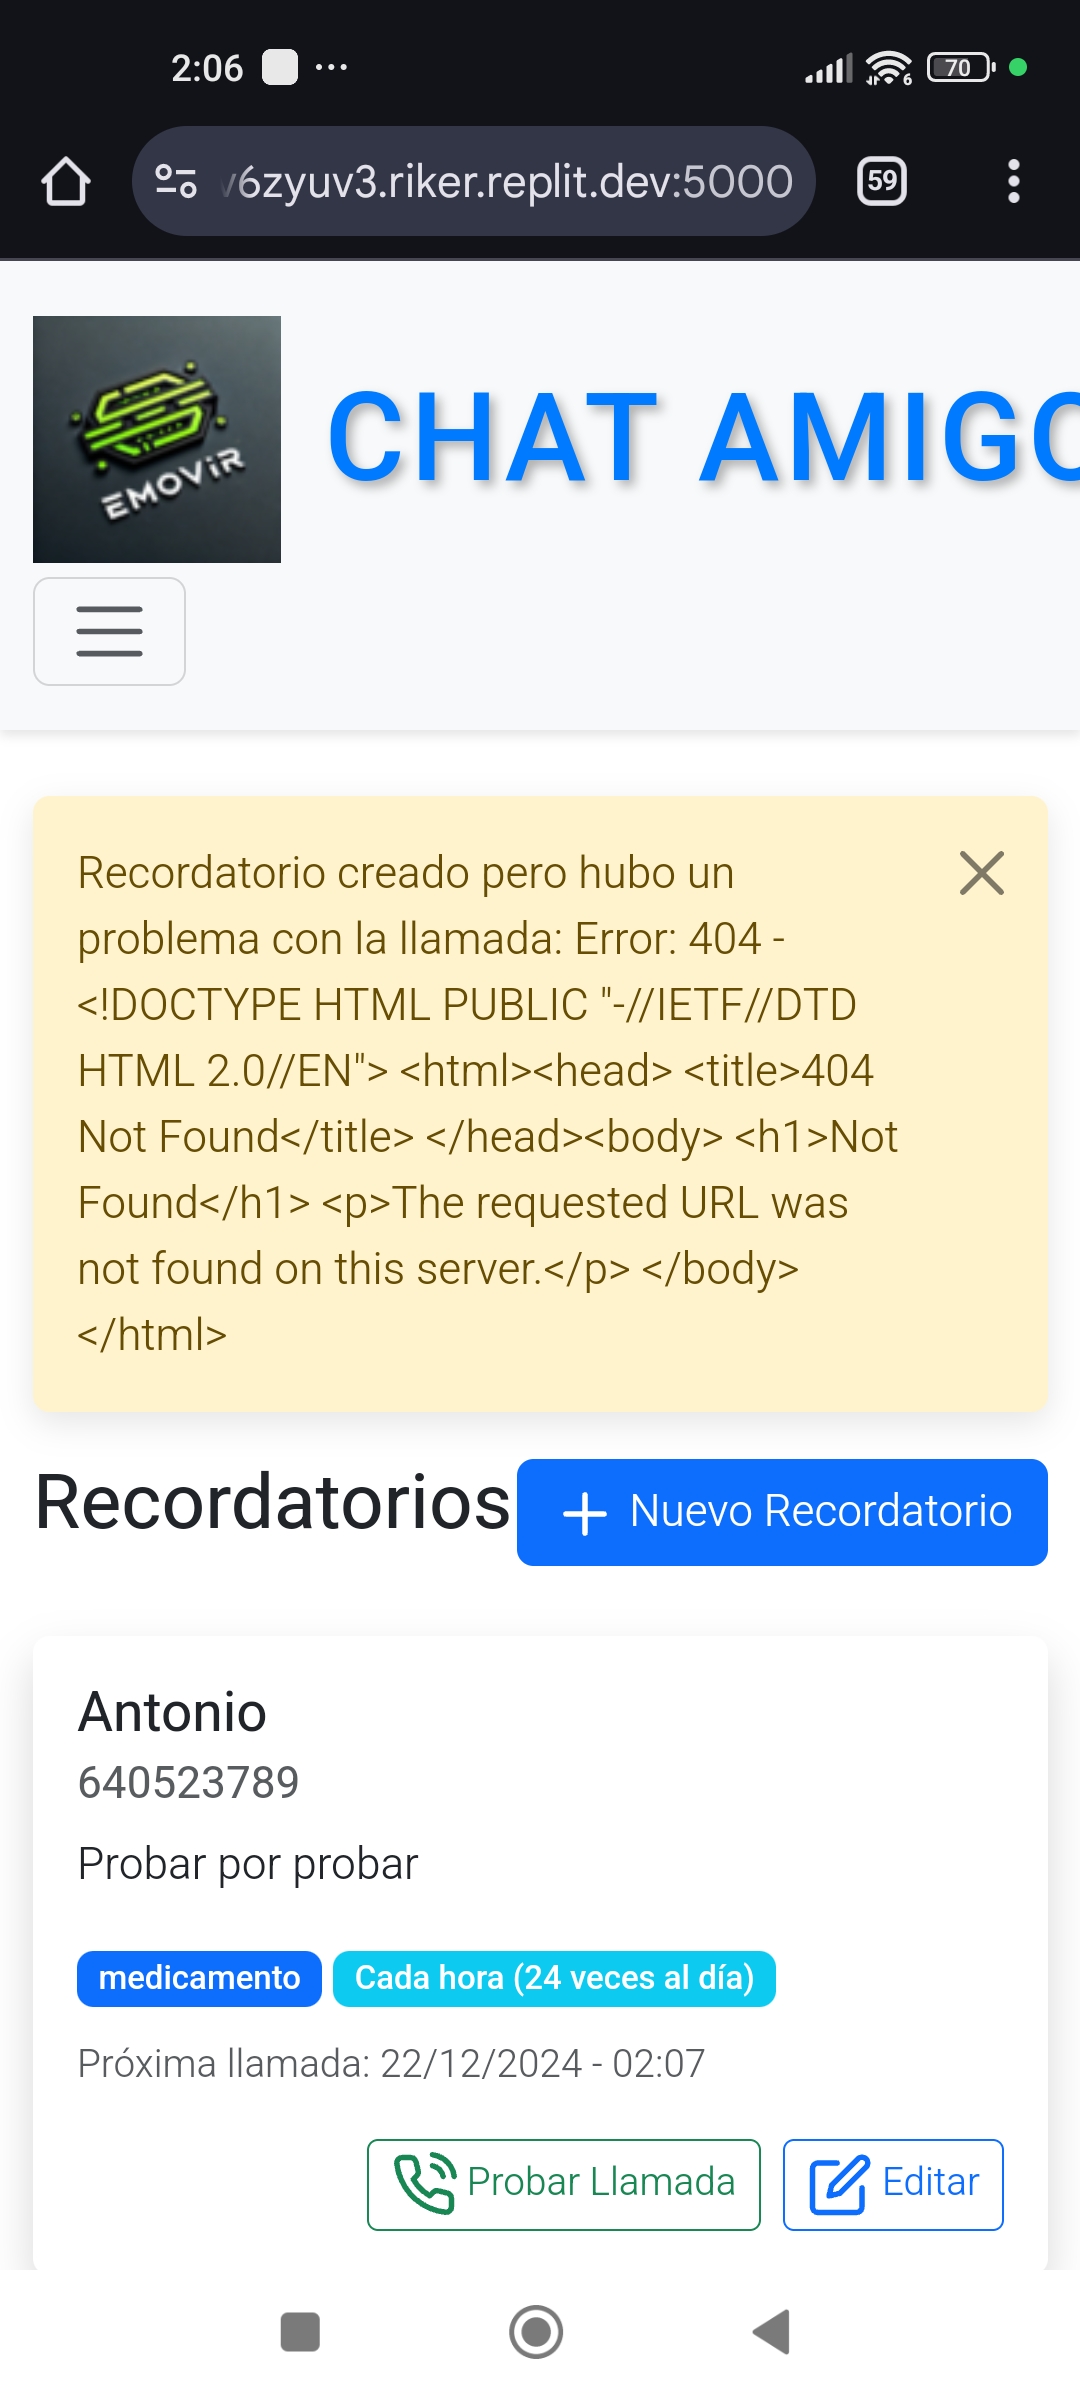 2:06
70
6
v6zyuv3.riker.replit.dev:5000
59
EMOViR
CHAT AMIGO
Recordatorio creado pero hubo un
problema con la llamada: Error: 404 -
<!DOCTYPE HTML PUBLIC "-//IETF//DTD
HTML 2.0//EN"> <html><head> <title>404
Not Found</title> </head><body> <h1>Not
Found</h1> <p>The requested URL was
not found on this server.</p> </body>
</html>
Recordatorios
Nuevo Recordatorio
Antonio
640523789
Probar por probar
medicamento
Cada hora (24 veces al día)
Próxima llamada: 22/12/2024 - 02:07
Probar Llamada
Editar